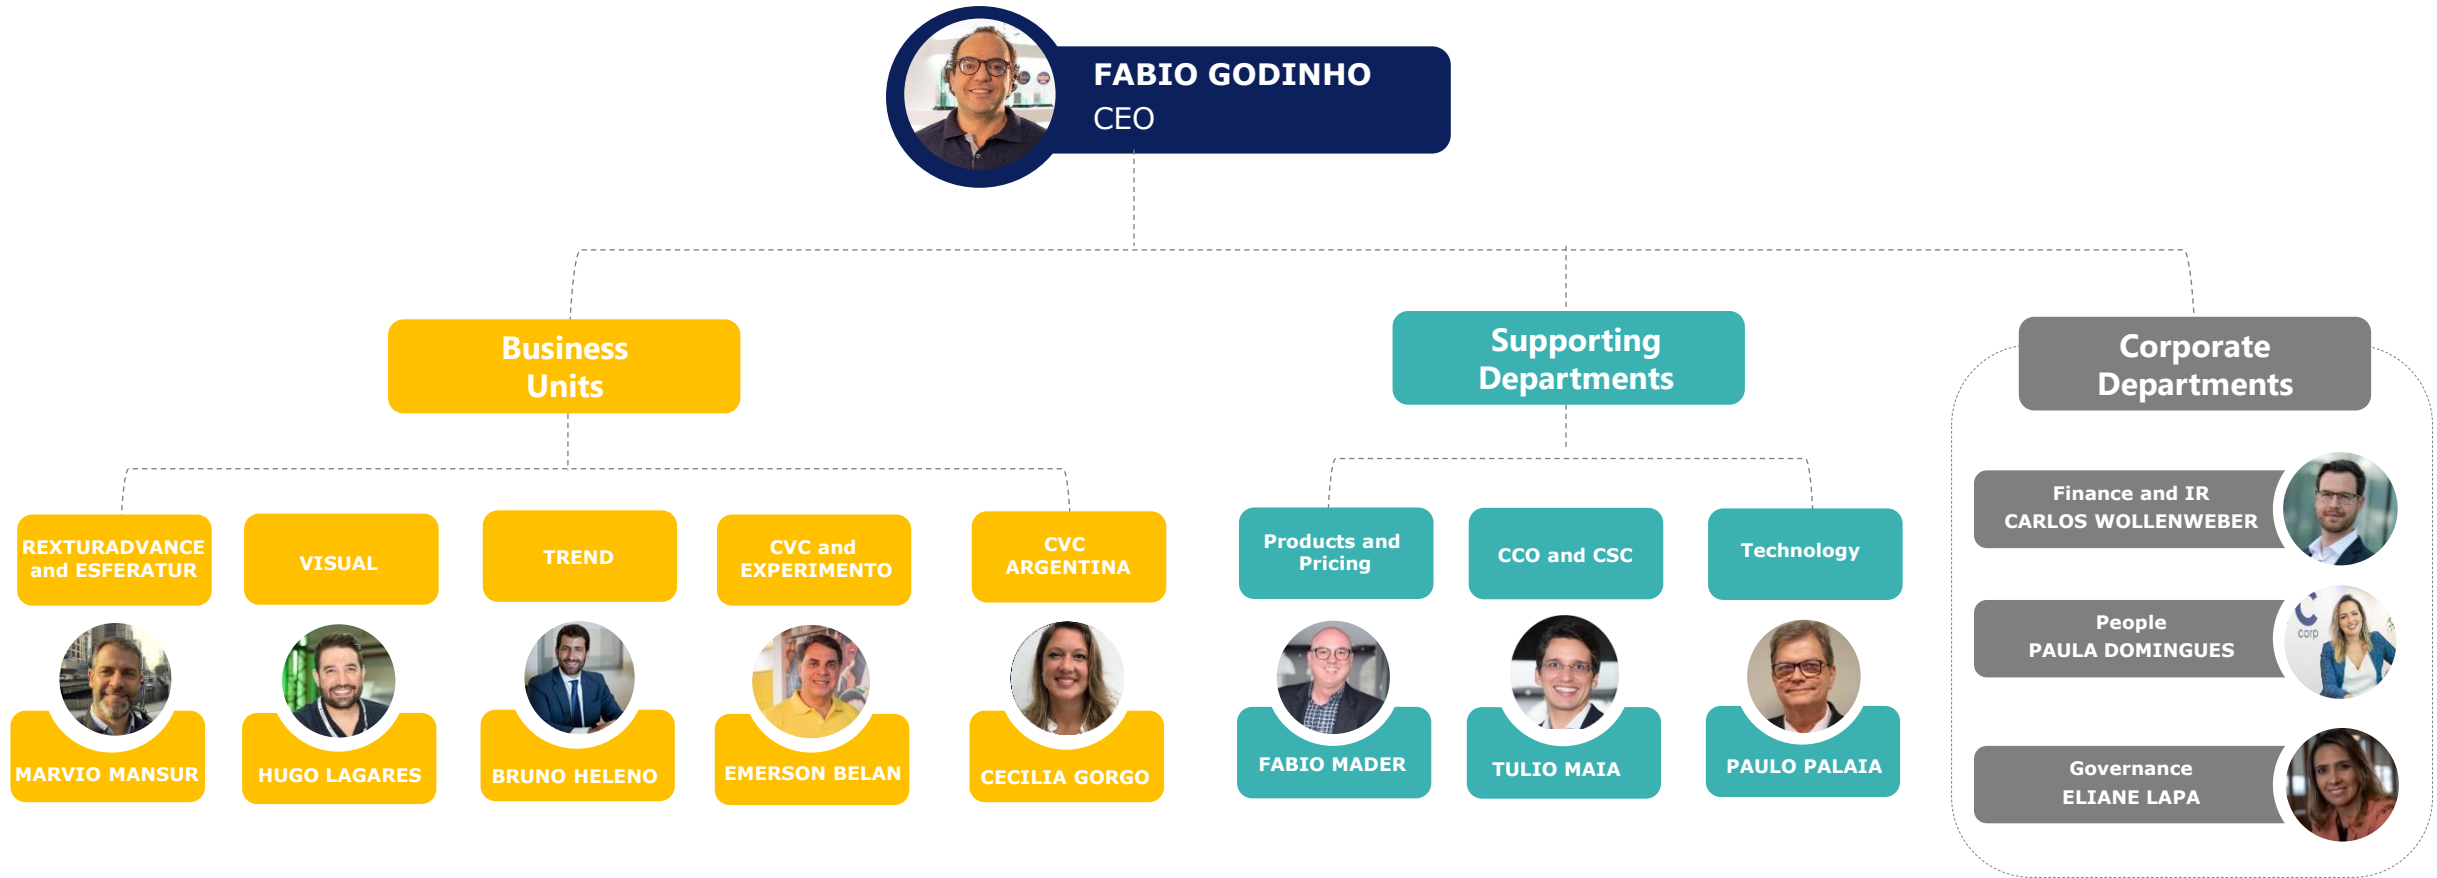 FABIO GODINHO
CEO
Business
Units
Supporting
Departments
Corporate
Departments
REXTURADVANCE
and ESFERATUR
VISUAL
TREND
CVC and
EXPERIMENTO
CVC
ARGENTINA
Products and
Pricing
CCO and CSC
Technology
MARVIO MANSUR
HUGO LAGARES
BRUNO HELENO
EMERSON BELAN
CECILIA GORGO
FABIO MADER
TULIO MAIA
PAULO PALAIA
Finance and IR
CARLOS WOLLENWEBER
People
PAULA DOMINGUES
C
corp
Governance
ELIANE LAPA